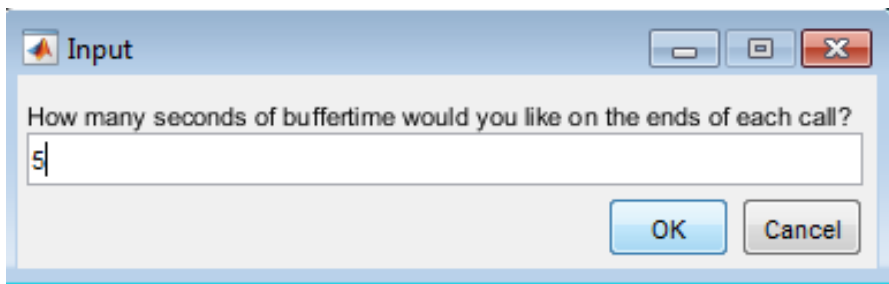 Input
How many seconds of buffertime would you like on the ends of each call?
5
OK Cancel